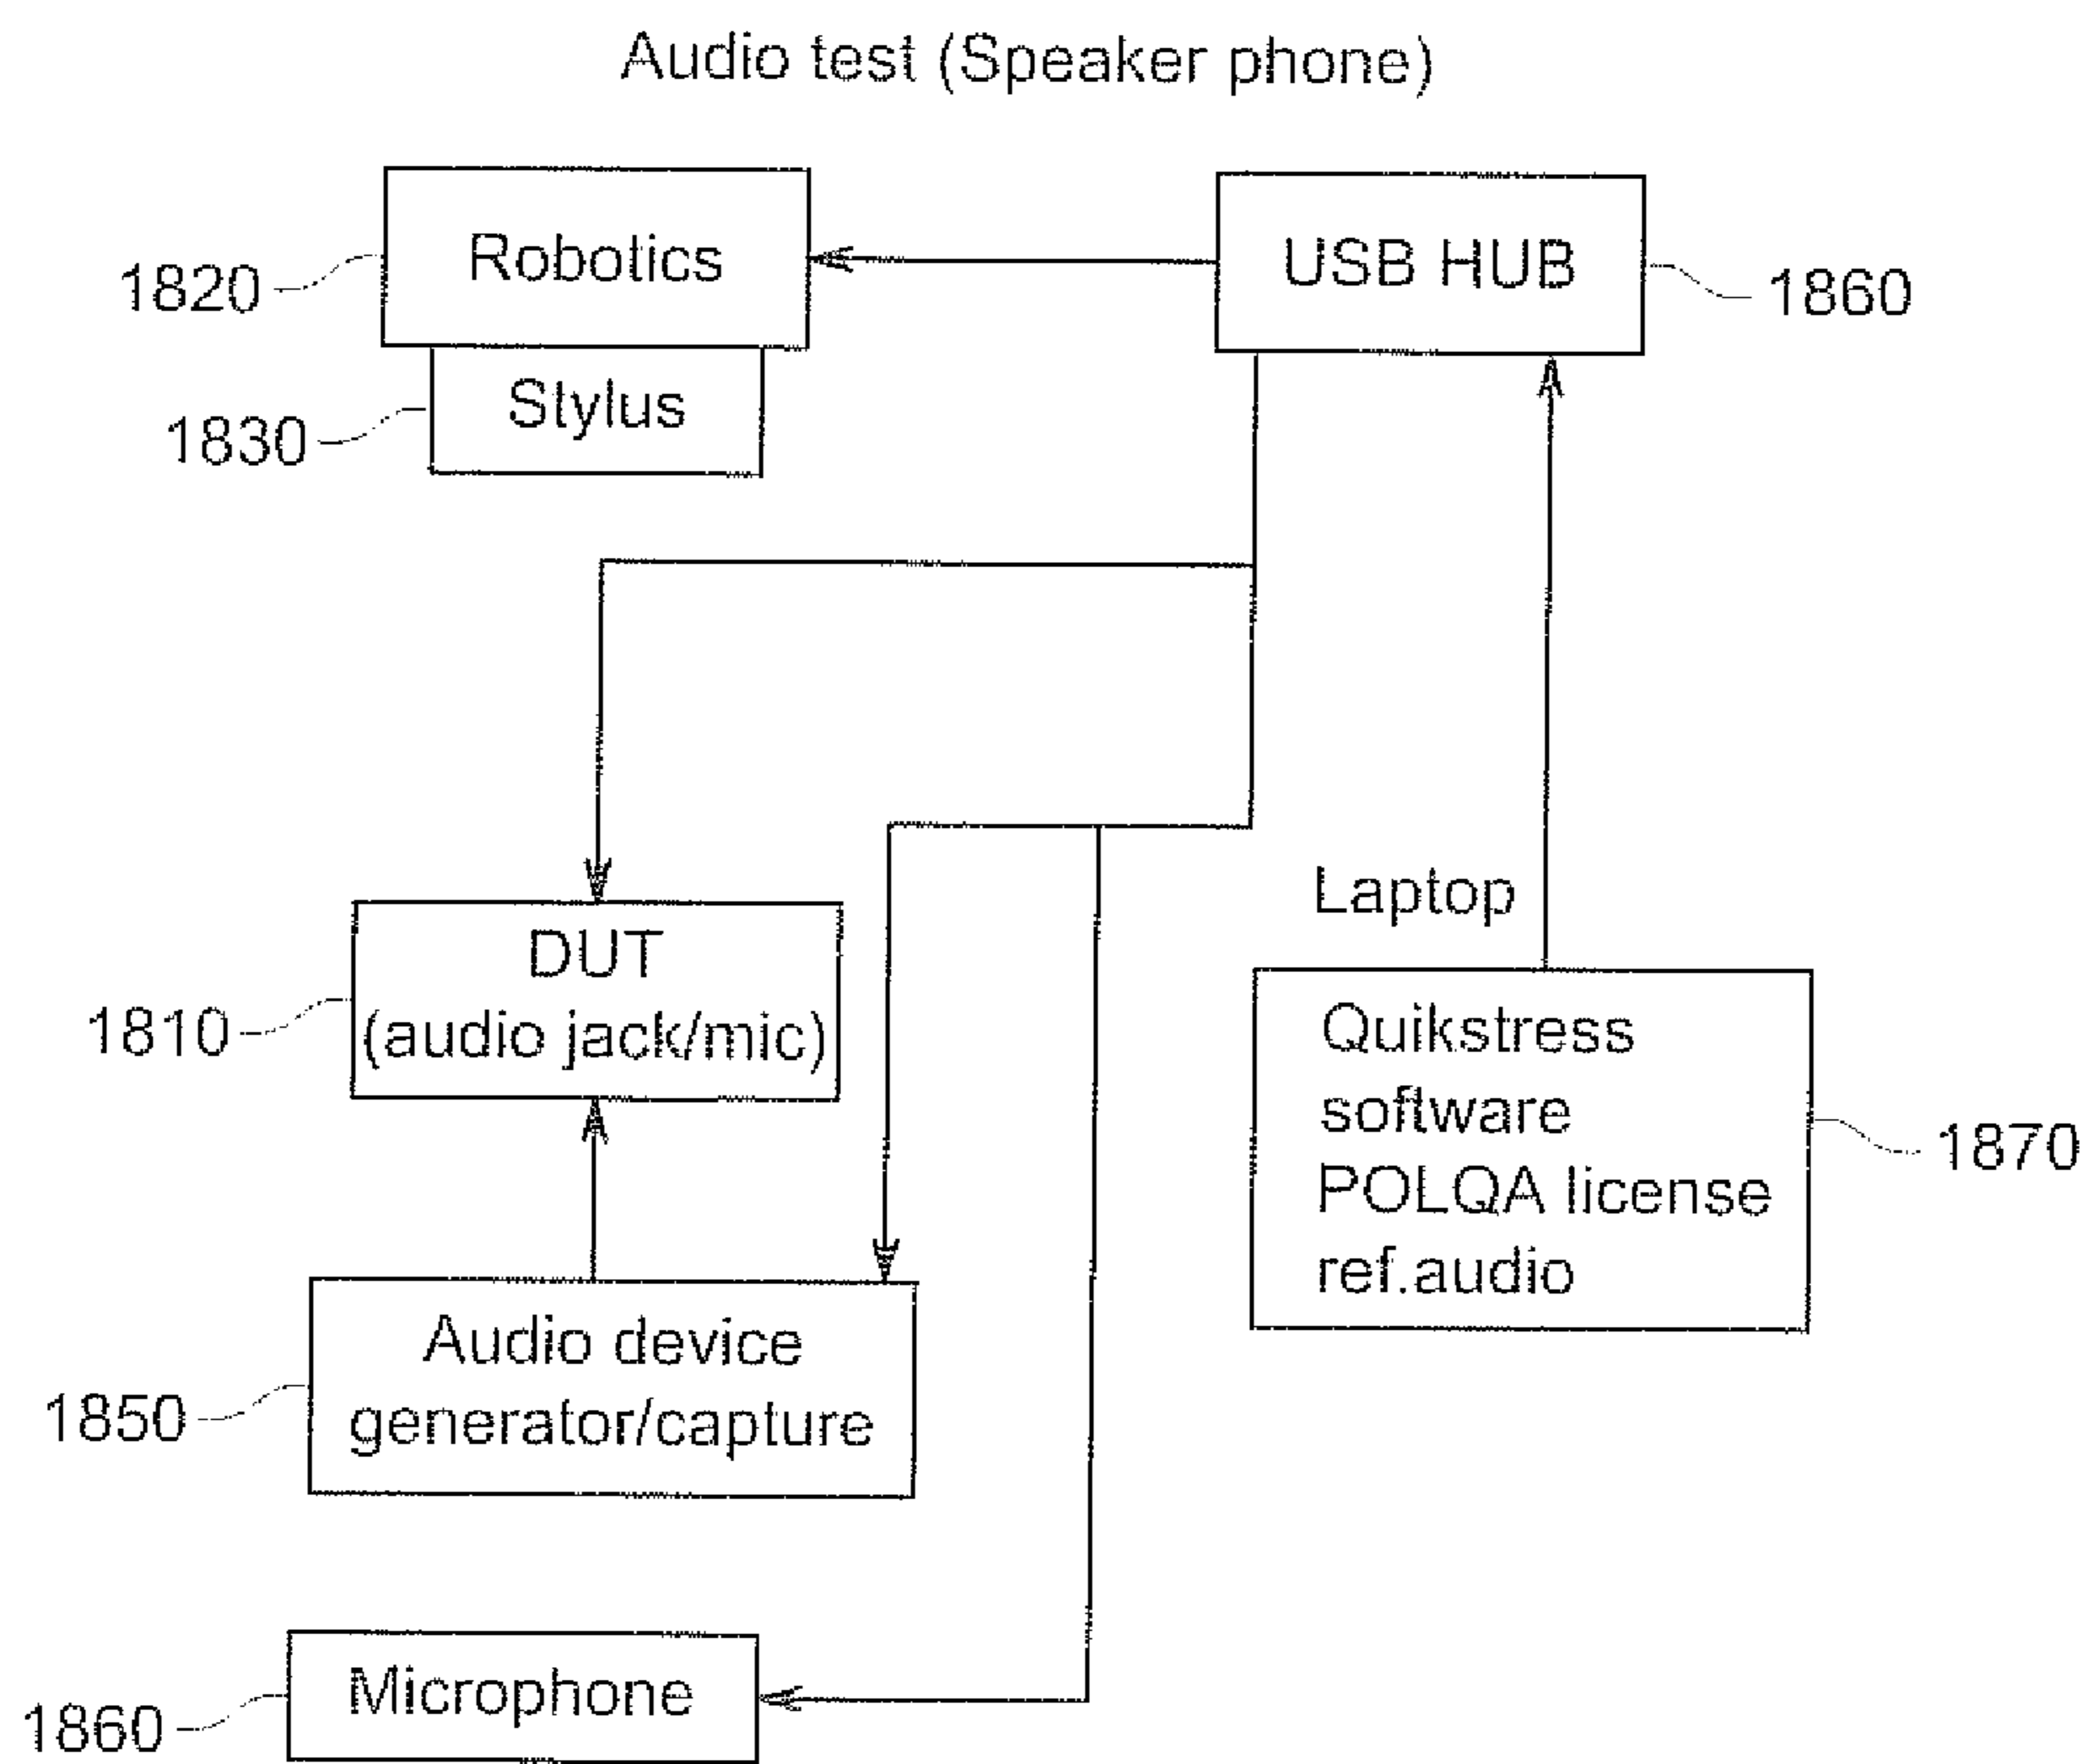 Audio test (Speaker phone)
Robotics
USB HUB
1820
1860
Stylus
1830
Laptop
DUT
(audio jack/mic)
1810
Quikstress
software
POLQA license
ref.audio
1870
Audio device
generator/capture
1850
Microphone
1860